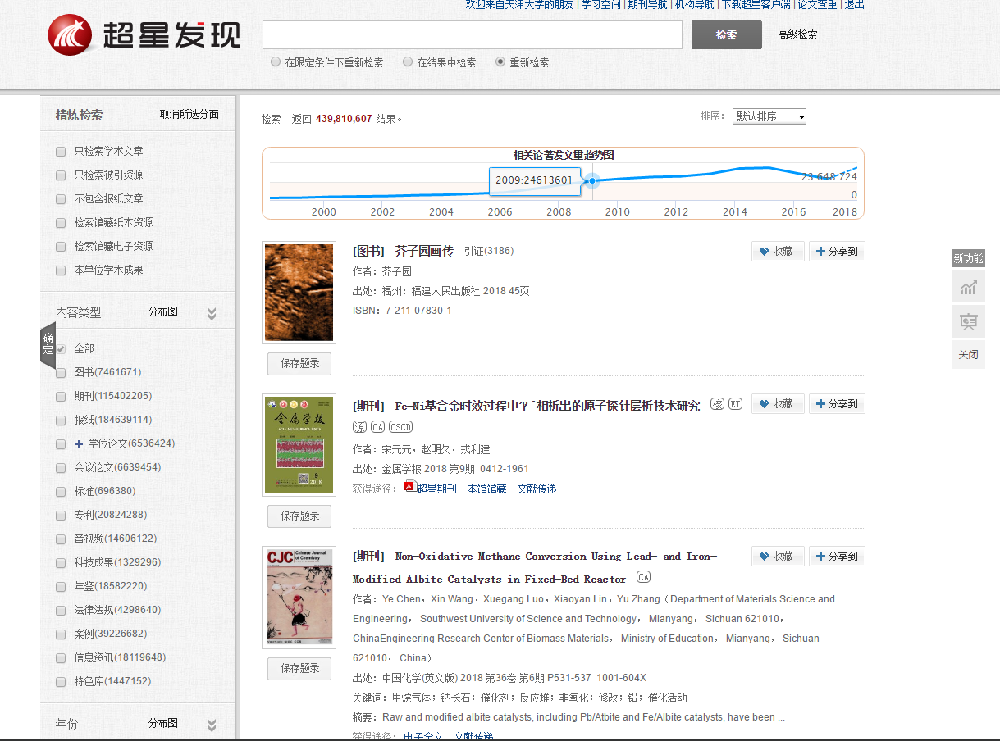 欢迎来自天津大学的朋友 | 学习空间 | 期刊导航 | 机构导航 | 下载超星客户端 | 论文查重 | 退出
超星发现
检索
高级检索
在限定条件下重新检索 在结果中检索 重新检索
精炼检索 取消所选分面
只检索学术文章
只检索被引资源
不包含报纸文章
检索馆藏纸本资源
检索馆藏电子资源
本单位学术成果
内容类型 分布图
确定
全部
图书(7461671)
期刊(115402205)
报纸(184639114)
+ 学位论文(6536424)
会议论文(6639454)
标准(696380)
专利(20824288)
音视频(14606122)
科技成果(1329296)
年鉴(18582220)
法律法规(4298640)
案例(39226682)
信息资讯(18119648)
特色库(1447152)
年份 分布图
检索 返回 439,810,607 结果。
排序： 默认排序
相关论著发文量趋势图
2009:24613601
23 648 724
0
2000 2002 2004 2006 2008 2010 2012 2014 2016 2018
[图书] 芥子园画传 引证(3186)
收藏 分享到
作者：芥子园
出处：福州：福建人民出版社 2018 45页
ISBN：7-211-07830-1
保存题录
金属学报
ACTA METALLURGICA SINICA
9
2018
[期刊] Fe-Ni基合金时效过程中γ´相析出的原子探针层析技术研究 核 EI
收藏 分享到
源 CA CSCD
作者：宋元元，赵明久，戎利建
出处：金属学报 2018 第9期 0412-1961
获得途径： 超星期刊 本馆馆藏 文献传递
保存题录
CJC Chinese Journal of Chemistry
[期刊] Non-Oxidative Methane Conversion Using Lead- and Iron-
Modified Albite Catalysts in Fixed-Bed Reactor CA
收藏 分享到
作者：Ye Chen，Xin Wang，Xuegang Luo，Xiaoyan Lin，Yu Zhang（Department of Materials Science and
Engineering， Southwest University of Science and Technology， Mianyang， Sichuan 621010，
ChinaEngineering Research Center of Biomass Materials， Ministry of Education， Mianyang， Sichuan
621010， China）
出处：中国化学(英文版) 2018 第36卷 第6期 P531-537 1001-604X
关键词：甲烷气体；钠长石；催化剂；反应堆；非氧化；修改；铅；催化活动
摘要：Raw and modified albite catalysts, including Pb/Atbite and Fe/Albite catalysts, have been ...
获得途径： 电子全文 文献传递
保存题录
新功能
关闭